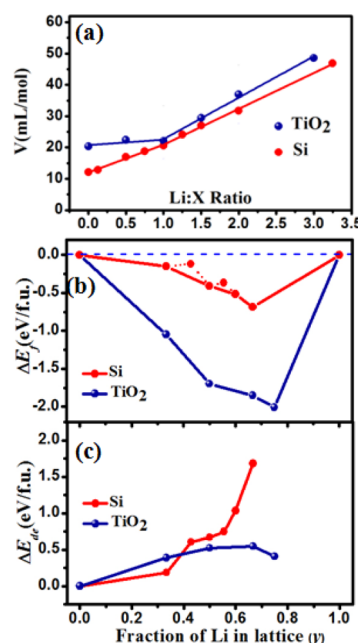 (a)
V(mL/mol)
60
50
40
30
20
10
0
TiO2
Si
Li:X Ratio
0.0 0.5 1.0 1.5 2.0 2.5 3.0 3.5
(b)
ΔEf(eV/f.u.)
0.0
-0.5
-1.0
-1.5
-2.0
Si
TiO2
(c)
ΔEde(eV/f.u.)
2.0
1.5
1.0
0.5
0.0
Si
TiO2
0.0 0.2 0.4 0.6 0.8 1.0
Fraction of Li in lattice (y)